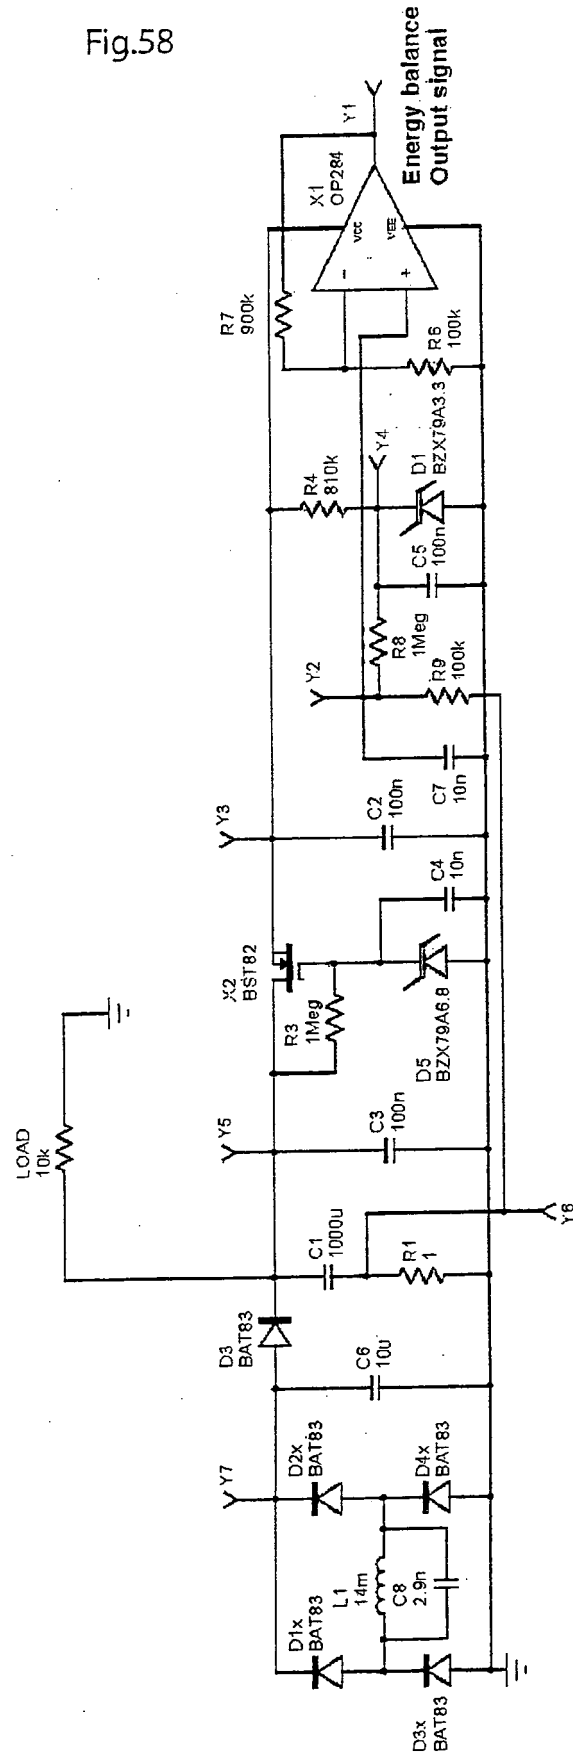 Fig.58
Energy balance
Output signal
Y1
X1
OP284
VCC
VEE
-
+
R7
900k
R6
100k
Y4
R4
810k
D1
BZX79A3.3
C5
100n
R8
1Meg
Y2
R9
100k
C7
10n
Y3
C2
100n
C4
10n
X2
BST82
R3
1Meg
D5
BZX79A6.8
LOAD
10k
Y5
C3
100n
C1
1000u
R1
1
Y6
D3
BAT83
C6
10u
Y7
D2x
BAT83
D4x
BAT83
L1
14m
C8
2.9n
D1x
BAT83
D3x
BAT83